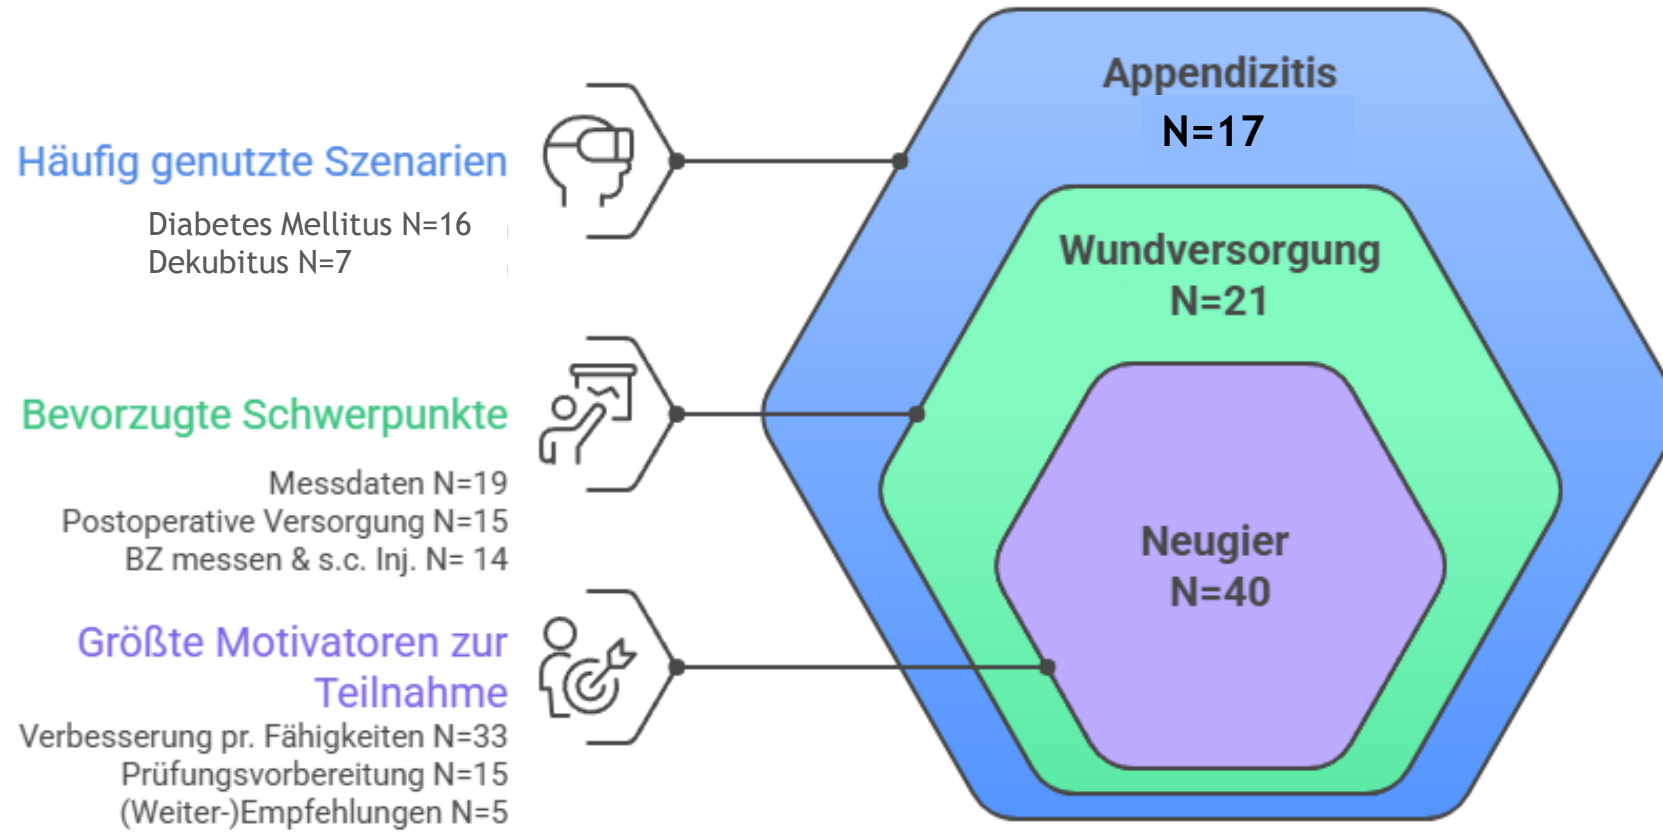 Häufig genutzte Szenarien
Diabetes Mellitus N=16
Dekubitus N=7
Bevorzugte Schwerpunkte
Messdaten N=19
Postoperative Versorgung N=15
BZ messen & s.c. Inj. N= 14
Größte Motivatoren zur
Teilnahme
Verbesserung pr. Fähigkeiten N=33
Prüfungsvorbereitung N=15
(Weiter-)Empfehlungen N=5
Appendizitis
N=17
Wundversorgung
N=21
Neugier
N=40